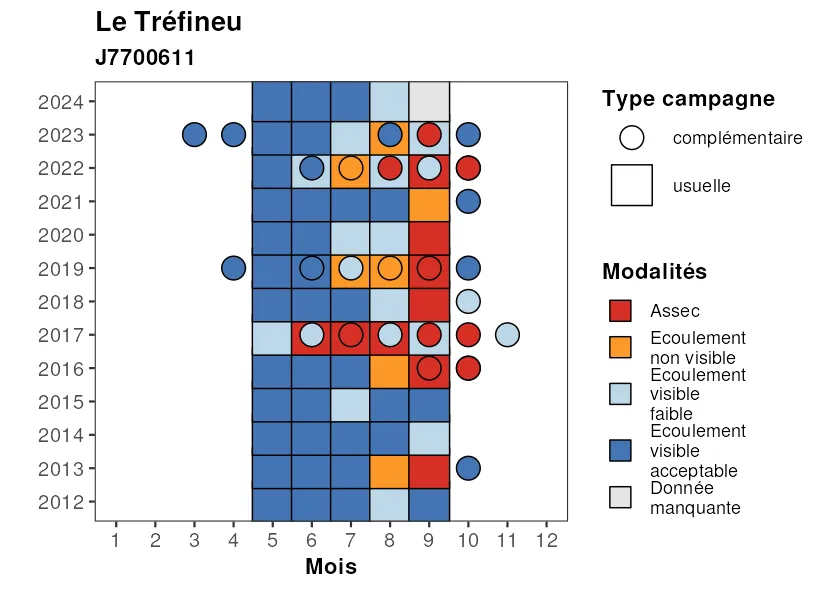 Le Tréfineu
J7700611
2024
2023
2022
2021
2020
2019
2018
2017
2016
2015
2014
2013
2012
1 2 3 4 5 6 7 8 9 10 11 12
Mois
Type campagne
complémentaire
usuelle
Modalités
Assec
Ecoulement
non visible
Ecoulement
visible
faible
Ecoulement
visible
acceptable
Donnée
manquante